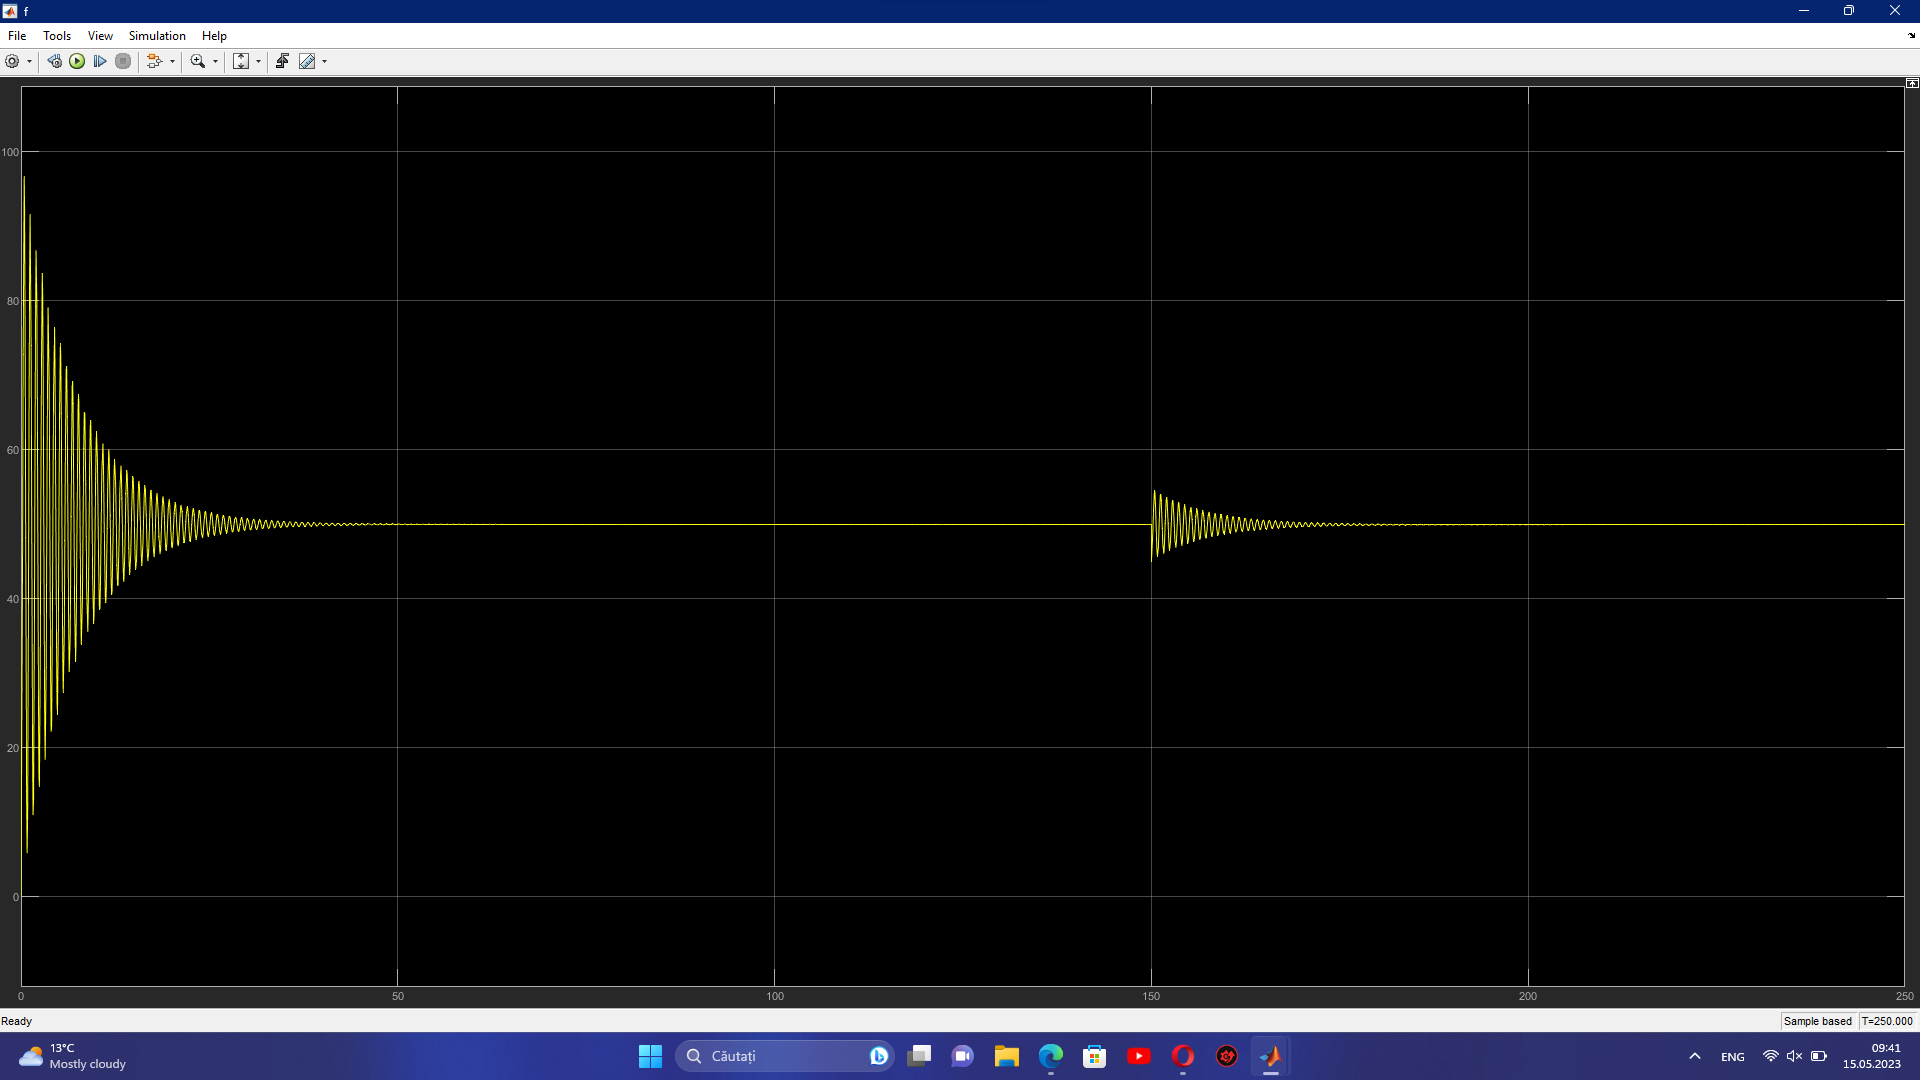 f
File Tools View Simulation Help
100
80
60
40
20
0
0 50 100 150 200 250
Ready
Sample based T=250.000
13°C
Mostly cloudy
Căutați
ENG
09:41
15.05.2023